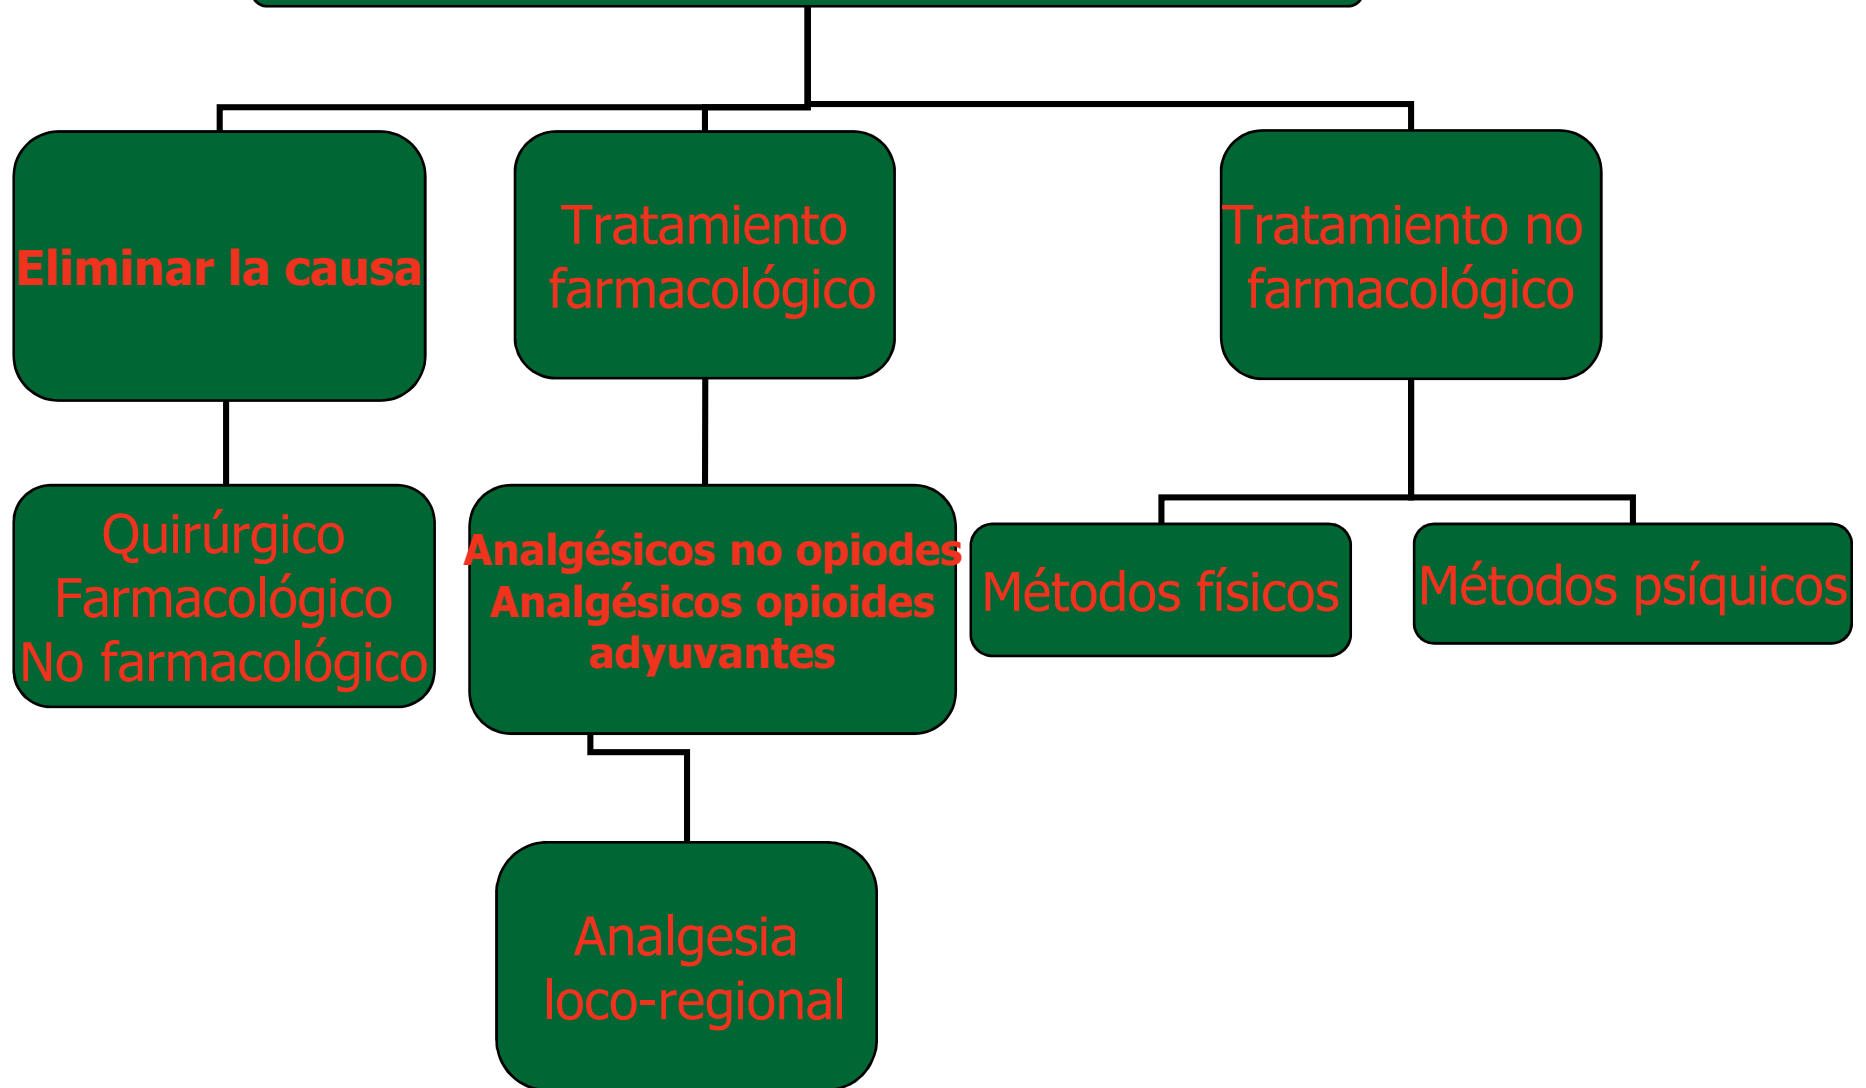 Eliminar la causa
Tratamiento
farmacológico
Tratamiento no
farmacológico
Quirúrgico
Farmacológico
No farmacológico
Analgésicos no opiodes
Analgésicos opioides
adyuvantes
Métodos físicos
Métodos psíquicos
Analgesia
loco-regional